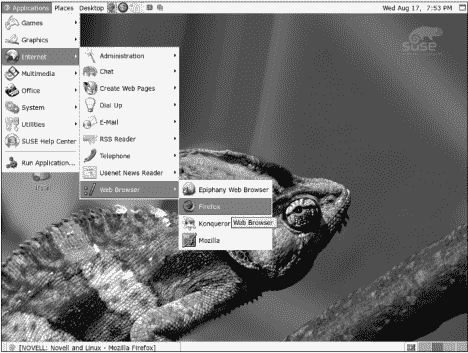 Applications Places Desktop Wed Aug 17, 7:53 PM
Games
Graphics
Internet
Multimedia
Office
System
Utilities
SUSE Help Center
Run Application...
Administration
Chat
Create Web Pages
Dial Up
E-Mail
RSS Reader
Telephone
Usenet News Reader
Web Browser
Epiphany Web Browser
Firefox
Konqueror
Web Browser
Mozilla
suse
[NOVELL: Novell and Linux - Mozilla Firefox]